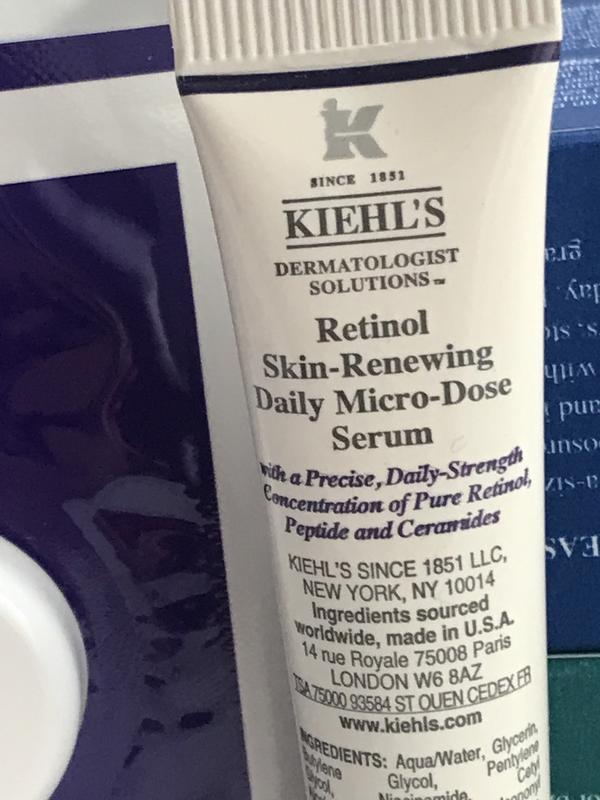 K
SINCE 1851
KIEHL'S
DERMATOLOGIST
SOLUTIONS™
Retinol
Skin-Renewing
Daily Micro-Dose
Serum
with a Precise, Daily-Strength
Concentration of Pure Retinol,
Peptide and Ceramides
KIEHL'S SINCE 1851 LLC,
NEW YORK, NY 10014
Ingredients sourced
worldwide, made in U.S.A.
14 rue Royale 75008 Paris
LONDON W6 8AZ
TSA 75000 93584 ST OUEN CEDEX FR
www.kiehls.com
INGREDIENTS: Aqua/Water, Glycerin,
Butylene Glycol, Pentylene
Glycol, Niacinamide, Cetyl